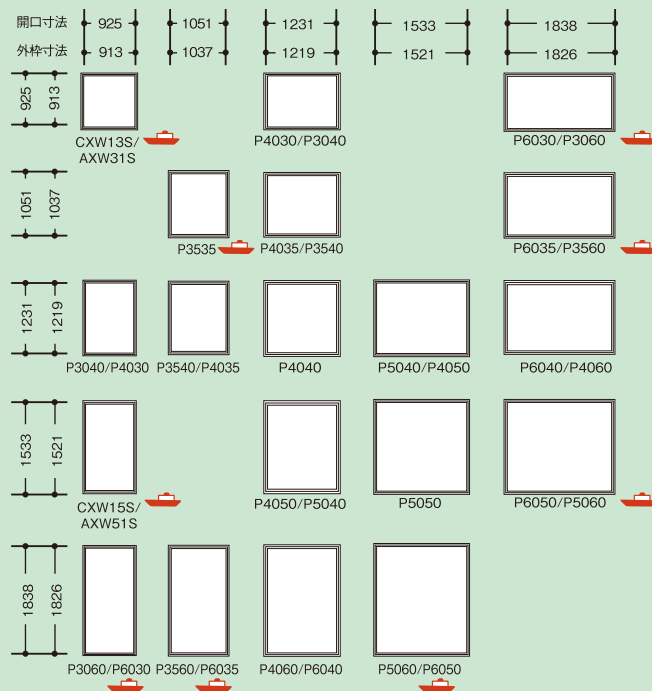 開口寸法 925 1051 1231 1533 1838
外枠寸法 913 1037 1219 1521 1826
925 913
CXW13S/
AXW31S
P4030/P3040
P6030/P3060
1051 1037
P3535
P4035/P3540
P6035/P3560
1231 1219
P3040/P4030
P3540/P4035
P4040
P5040/P4050
P6040/P4060
1533 1521
CXW15S/
AXW51S
P4050/P5040
P5050
P6050/P5060
1838 1826
P3060/P6030
P3560/P6035
P4060/P6040
P5060/P6050